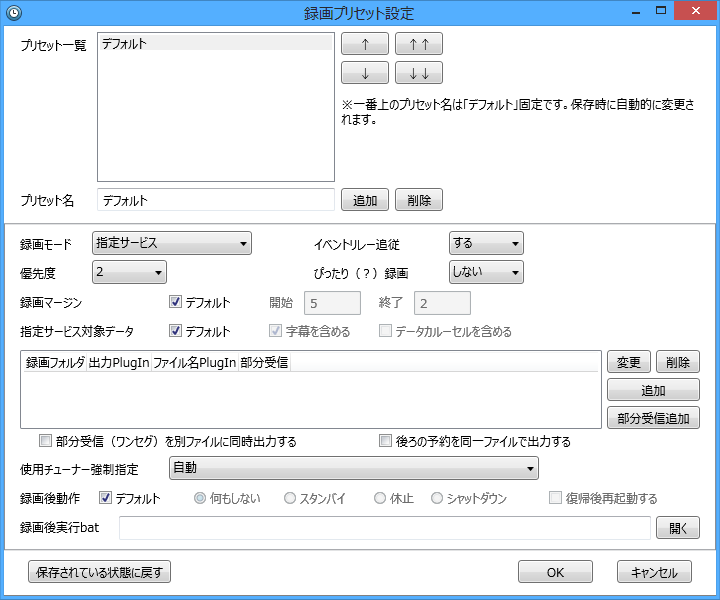 録画プリセット設定
プリセット一覧 デフォルト ↑ ↑↑
↓ ↓↓
※一番上のプリセット名は「デフォルト」固定です。保存時に自動的に変更さ
れます。
プリセット名 デフォルト 追加 削除
録画モード 指定サービス イベントリレー追従 する
優先度 2 ぴったり（？）録画 しない
録画マージン デフォルト 開始 5 終了 2
指定サービス対象データ デフォルト 字幕を含める データカルーセルを含める
録画フォルダ 出力PlugIn ファイル名PlugIn 部分受信 変更 削除
追加
部分受信追加
部分受信（ワンセグ）を別ファイルに同時出力する 後ろの予約を同一ファイルで出力する
使用チューナー強制指定 自動
録画後動作 デフォルト 何もしない スタンバイ 休止 シャットダウン 復帰後再起動する
録画後実行bat 開く
保存されている状態に戻す OK キャンセル